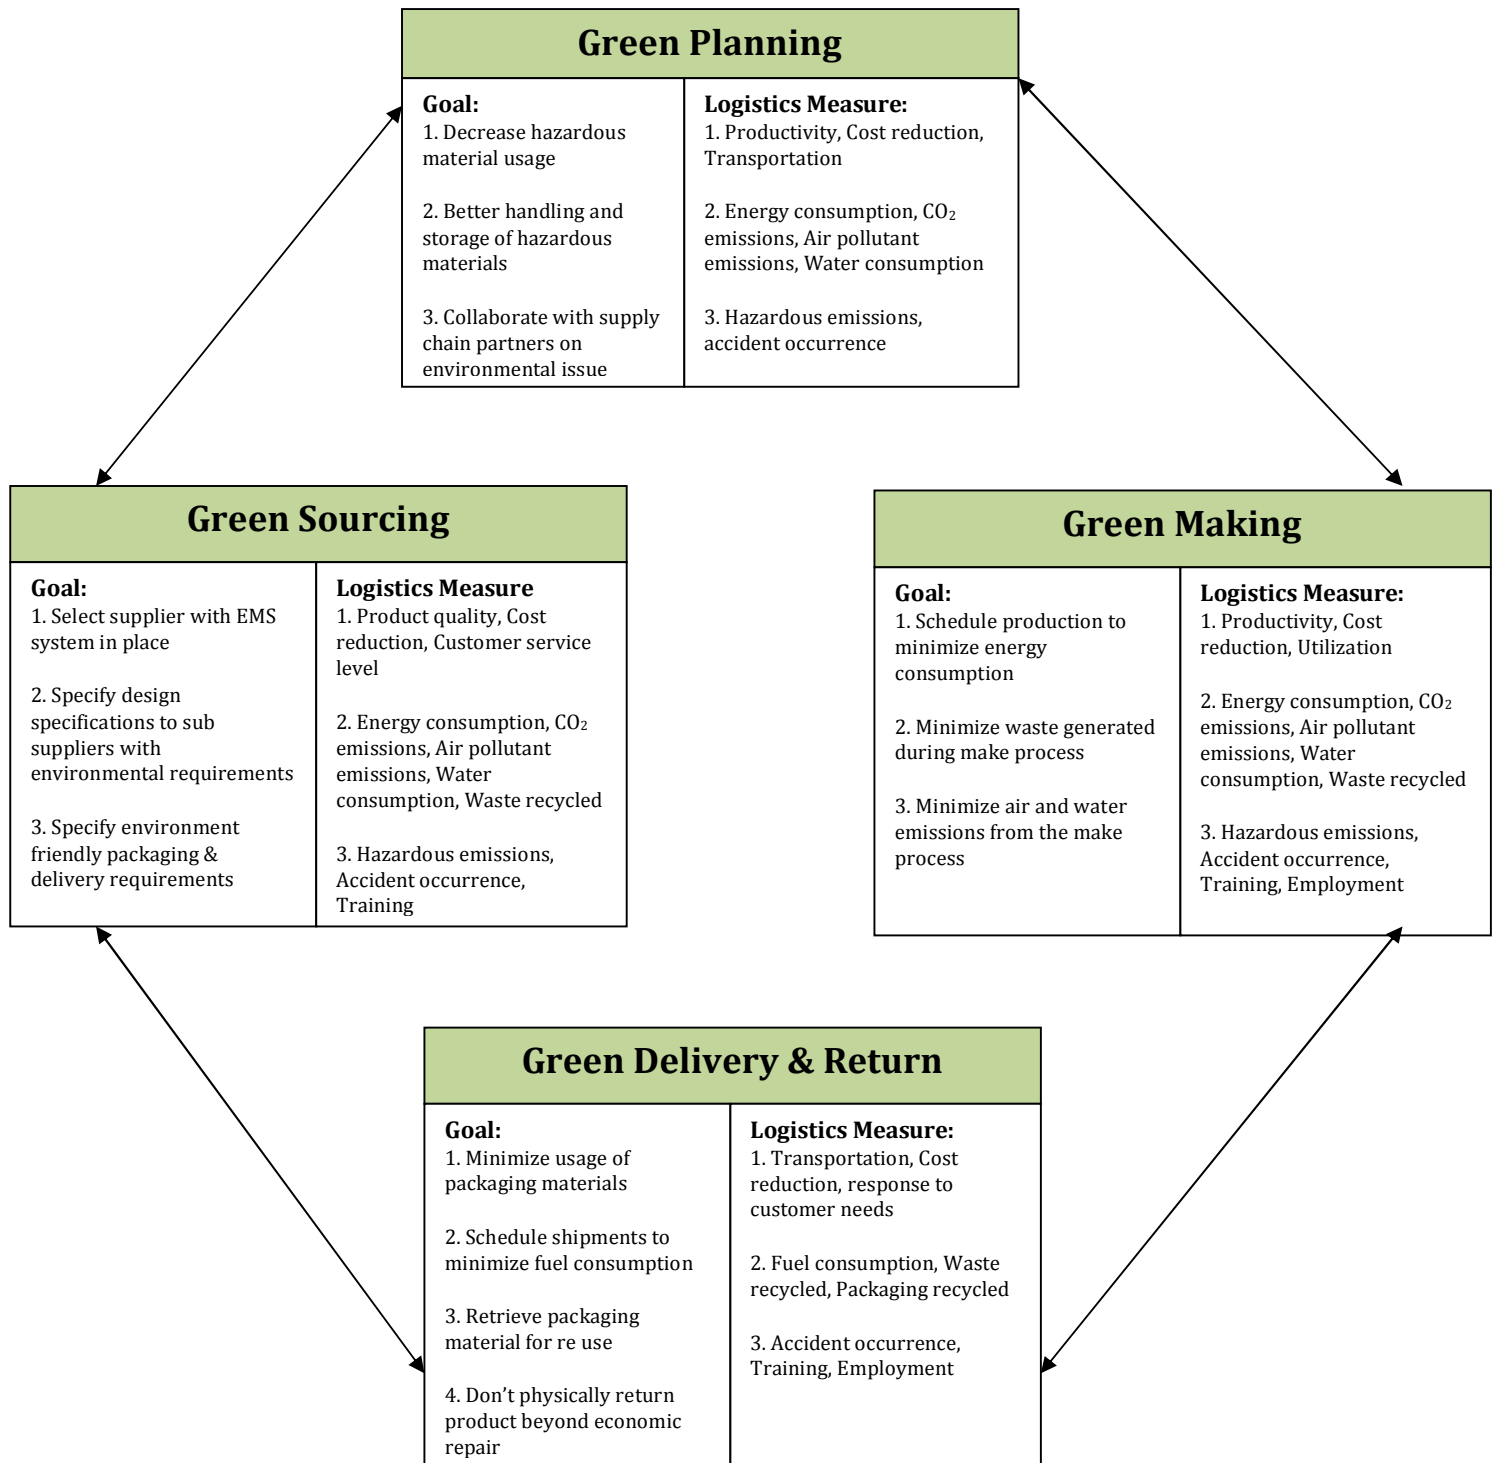 Green Planning
Goal:
1. Decrease hazardous
material usage
2. Better handling and
storage of hazardous
materials
3. Collaborate with supply
chain partners on
environmental issue
Logistics Measure:
1. Productivity, Cost reduction,
Transportation
2. Energy consumption, CO₂
emissions, Air pollutant
emissions, Water consumption
3. Hazardous emissions,
accident occurrence
Green Sourcing
Goal:
1. Select supplier with EMS
system in place
2. Specify design
specifications to sub
suppliers with
environmental requirements
3. Specify environment
friendly packaging &
delivery requirements
Logistics Measure
1. Product quality, Cost
reduction, Customer service
level
2. Energy consumption, CO₂
emissions, Air pollutant
emissions, Water
consumption, Waste recycled
3. Hazardous emissions,
Accident occurrence,
Training
Green Making
Goal:
1. Schedule production to
minimize energy
consumption
2. Minimize waste generated
during make process
3. Minimize air and water
emissions from the make
process
Logistics Measure:
1. Productivity, Cost
reduction, Utilization
2. Energy consumption, CO₂
emissions, Air pollutant
emissions, Water
consumption, Waste recycled
3. Hazardous emissions,
Accident occurrence,
Training, Employment
Green Delivery & Return
Goal:
1. Minimize usage of
packaging materials
2. Schedule shipments to
minimize fuel consumption
3. Retrieve packaging
material for re use
4. Don’t physically return
product beyond economic
repair
Logistics Measure:
1. Transportation, Cost
reduction, response to
customer needs
2. Fuel consumption, Waste
recycled, Packaging recycled
3. Accident occurrence,
Training, Employment